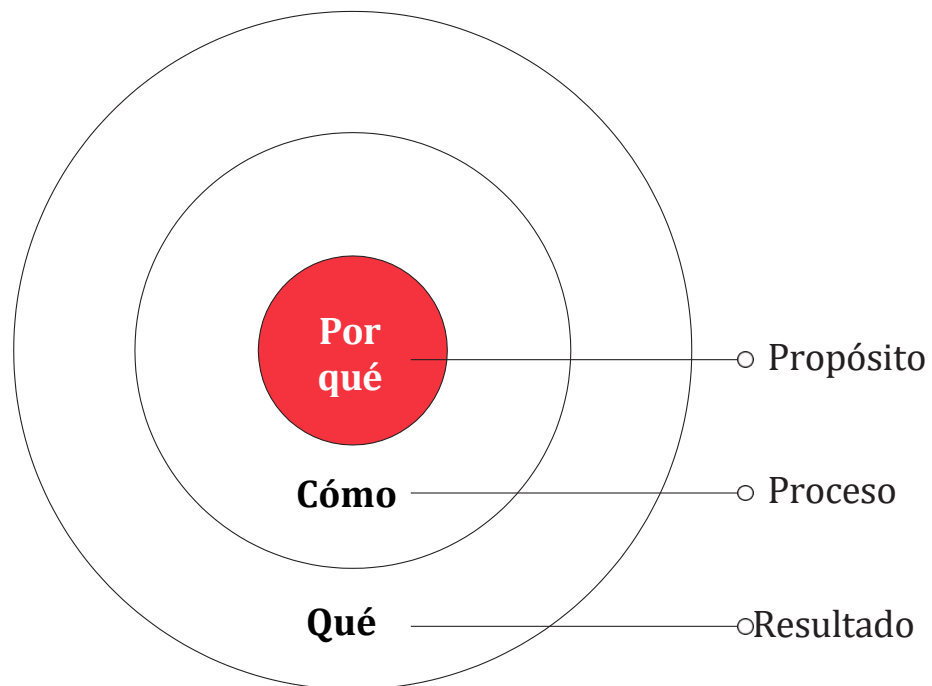 Por
qué
Propósito
Cómo
Proceso
Qué
Resultado